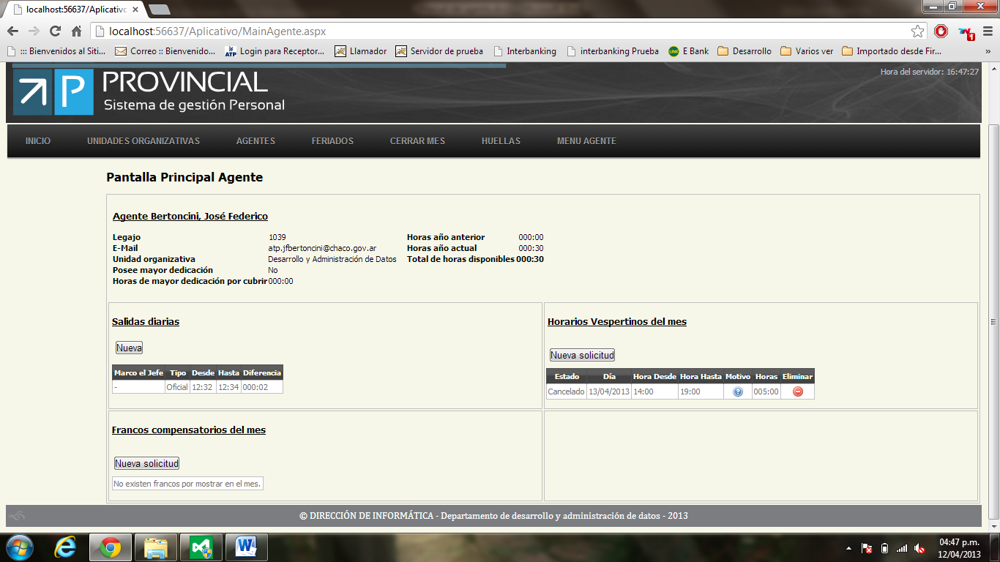 localhost:56637/Aplicativo
localhost:56637/Aplicativo/MainAgente.aspx
1
::: Bienvenidos al Siti... Correo :: Bienvenido... ATP Login para Receptor... Llamador Servidor de prueba Interbanking interbanking Prueba LINK E Bank Desarrollo Varios ver Importado desde Fir... »
P PROVINCIAL
Sistema de gestión Personal
Hora del servidor: 16:47:27
INICIO UNIDADES ORGANIZATIVAS AGENTES FERIADOS CERRAR MES HUELLAS MENU AGENTE
Pantalla Principal Agente
Agente Bertoncini, José Federico
Legajo 1039 Horas año anterior 000:00
E-Mail atp.jfbertoncini@chaco.gov.ar Horas año actual 000:30
Unidad organizativa Desarrollo y Administración de Datos Total de horas disponibles 000:30
Posee mayor dedicación No
Horas de mayor dedicación por cubrir 000:00
Salidas diarias
Nueva
Marco el Jefe Tipo Desde Hasta Diferencia
- Oficial 12:32 12:34 000:02
Horarios Vespertinos del mes
Nueva solicitud
Estado Día Hora Desde Hora Hasta Motivo Horas Eliminar
Cancelado 13/04/2013 14:00 19:00 005:00
Francos compensatorios del mes
Nueva solicitud
No existen francos por mostrar en el mes.
© DIRECCIÓN DE INFORMÁTICA - Departamento de desarrollo y administración de datos - 2013
04:47 p.m.
12/04/2013